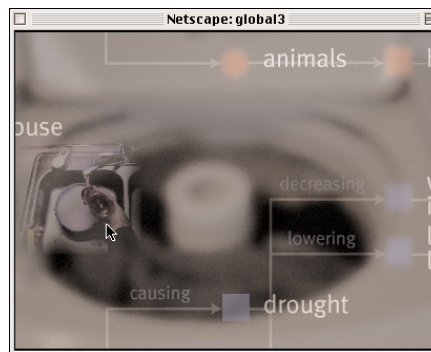 Netscape: global3
animals
ouse
decreasing
lowering
causing
drought